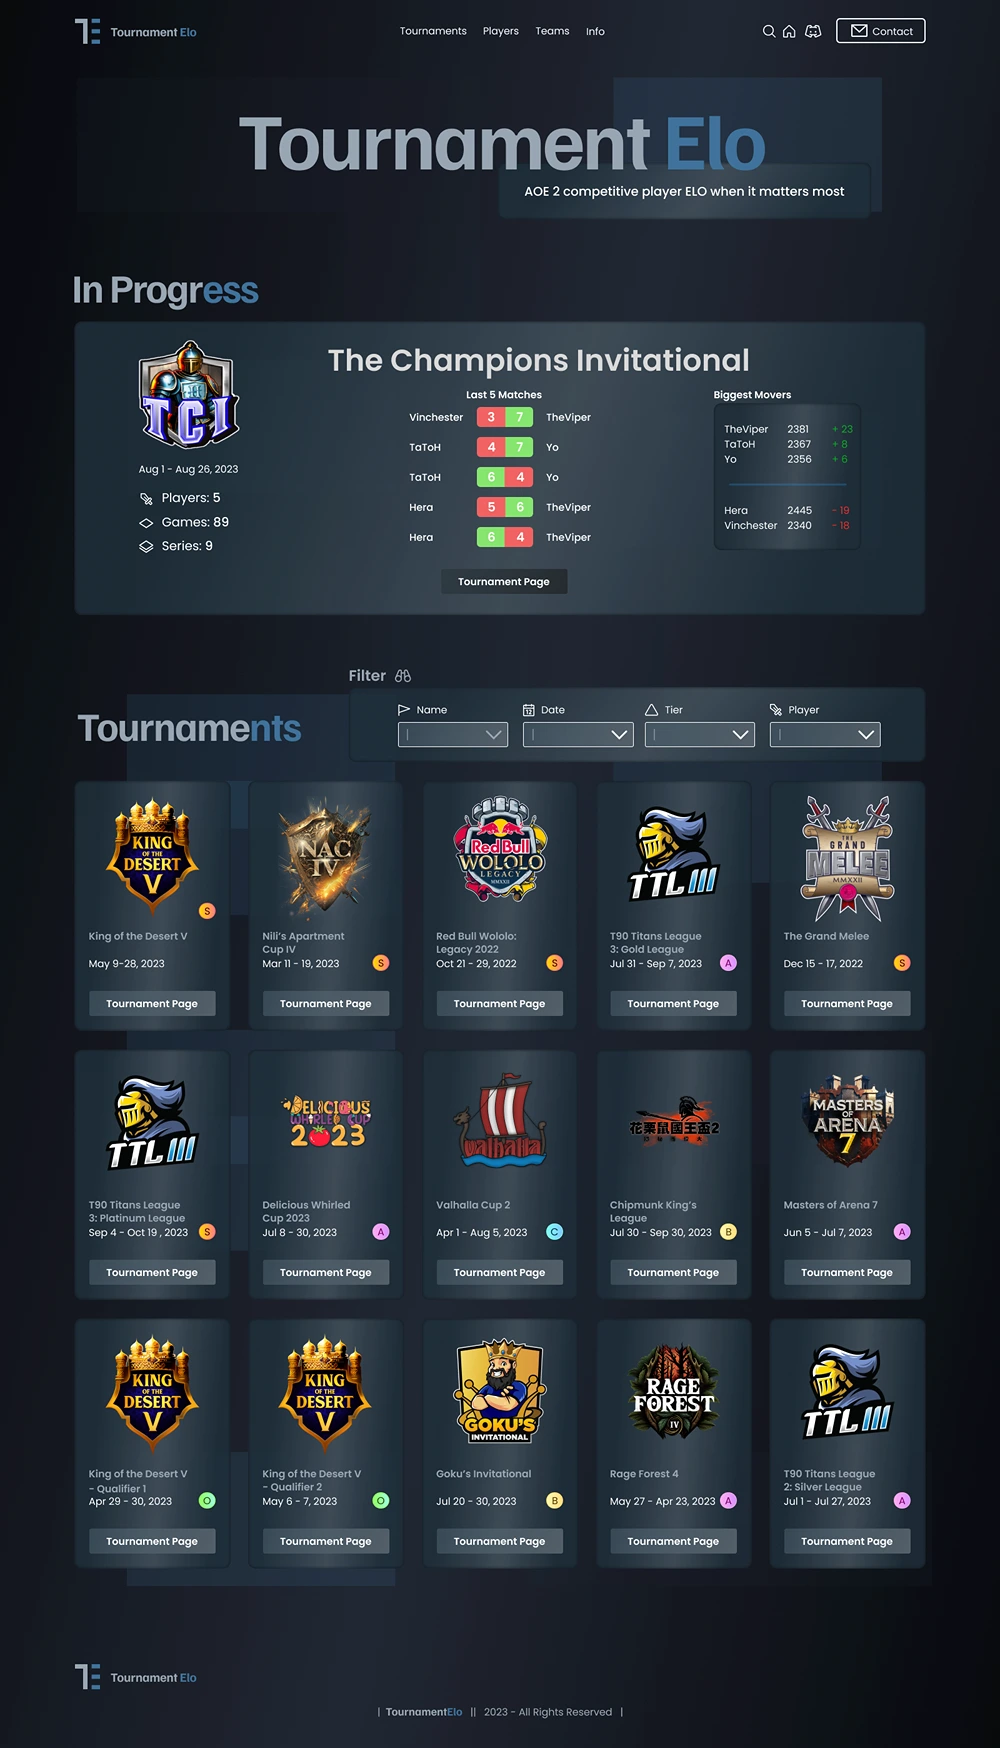 Tournament Elo
Tournaments Players Teams Info
Contact
Tournament Elo
AOE 2 competitive player ELO when it matters most
In Progress
TCI
Aug 1 - Aug 26, 2023
Players: 5
Games: 89
Series: 9
The Champions Invitational
Last 5 Matches
Vinchester 3 7 TheViper
TaToH 4 7 Yo
TaToH 6 4 Yo
Hera 5 6 TheViper
Hera 6 4 TheViper
Tournament Page
Biggest Movers
TheViper 2381 + 23
TaToH 2367 + 8
Yo 2356 + 6
Hera 2445 - 19
Vinchester 2340 - 18
Filter
Tournaments
Name
12 Date
Tier
Player
KING
OF THE
DESERT
V
S
King of the Desert V
May 9-28, 2023
Tournament Page
NAC
IV
Nili's Apartment
Cup IV
Mar 11 - 19, 2023 S
Tournament Page
Red Bull
WOLOLO
LEGACY
MMXXII
Red Bull Wololo:
Legacy 2022
Oct 21 - 29, 2022 S
Tournament Page
TTL III
T90 Titans League
3: Gold League
Jul 31 - Sep 7, 2023 A
Tournament Page
THE
GRAND
MELEE
MMXXII
The Grand Melee
Dec 15 - 17, 2022 S
Tournament Page
TTL III
T90 Titans League
3: Platinum League
Sep 4 - Oct 19 , 2023 S
Tournament Page
DELICIOUS
WHIRLED CUP
2023
Delicious Whirled
Cup 2023
Jul 8 - 30, 2023 A
Tournament Page
Valhalla
Valhalla Cup 2
Apr 1 - Aug 5, 2023 C
Tournament Page
花栗鼠国王盃2
Chipmunk King's
League
Jul 30 - Sep 30, 2023 B
Tournament Page
MASTERS
OF
ARENA
7
Masters of Arena 7
Jun 5 - Jul 7, 2023 A
Tournament Page
KING
OF THE
DESERT
V
King of the Desert V
- Qualifier 1
Apr 29 - 30, 2023 O
Tournament Page
KING
OF THE
DESERT
V
King of the Desert V
- Qualifier 2
May 6 - 7, 2023 O
Tournament Page
GOKU'S
INVITATIONAL
Goku's Invitational
Jul 20 - 30, 2023 B
Tournament Page
RAGE
FOREST
IV
Rage Forest 4
May 27 - Apr 23, 2023 A
Tournament Page
TTL III
T90 Titans League
2: Silver League
Jul 1 - Jul 27, 2023 A
Tournament Page
Tournament Elo
| TournamentElo || 2023 - All Rights Reserved |